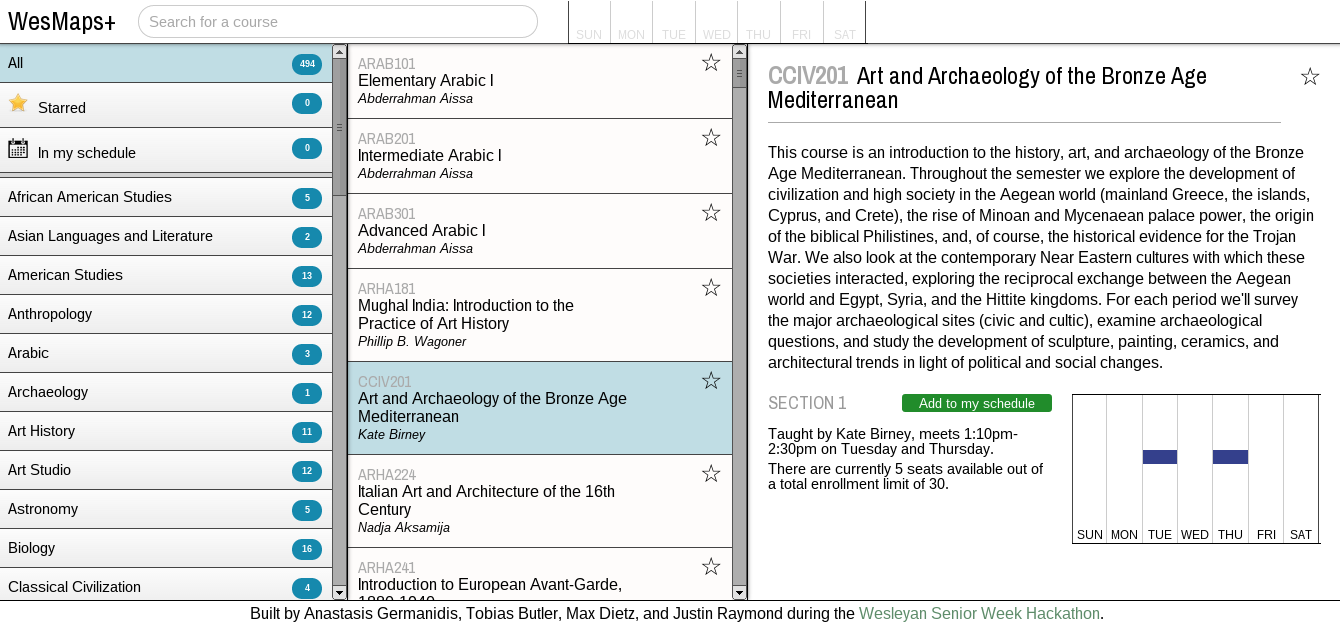 WesMaps+
Search for a course
SUN MON TUE WED THU FRI SAT
All 494
Starred 0
In my schedule 0
African American Studies 5
Asian Languages and Literature 2
American Studies 13
Anthropology 12
Arabic 3
Archaeology 1
Art History 11
Art Studio 12
Astronomy 5
Biology 16
Classical Civilization 4
ARAB101
Elementary Arabic I
Abderrahman Aissa
ARAB201
Intermediate Arabic I
Abderrahman Aissa
ARAB301
Advanced Arabic I
Abderrahman Aissa
ARHA181
Mughal India: Introduction to the
Practice of Art History
Phillip B. Wagoner
CCIV201
Art and Archaeology of the Bronze Age
Mediterranean
Kate Birney
ARHA224
Italian Art and Architecture of the 16th
Century
Nadja Aksamija
ARHA241
Introduction to European Avant-Garde,
CCIV201 Art and Archaeology of the Bronze Age
Mediterranean
This course is an introduction to the history, art, and archaeology of the Bronze
Age Mediterranean. Throughout the semester we explore the development of
civilization and high society in the Aegean world (mainland Greece, the islands,
Cyprus, and Crete), the rise of Minoan and Mycenaean palace power, the origin
of the biblical Philistines, and, of course, the historical evidence for the Trojan
War. We also look at the contemporary Near Eastern cultures with which these
societies interacted, exploring the reciprocal exchange between the Aegean
world and Egypt, Syria, and the Hittite kingdoms. For each period we'll survey
the major archaeological sites (civic and cultic), examine archaeological
questions, and study the development of sculpture, painting, ceramics, and
architectural trends in light of political and social changes.
SECTION 1
Add to my schedule
Taught by Kate Birney, meets 1:10pm-
2:30pm on Tuesday and Thursday.
There are currently 5 seats available out of
a total enrollment limit of 30.
SUN MON TUE WED THU FRI SAT
Built by Anastasis Germanidis, Tobias Butler, Max Dietz, and Justin Raymond during the Wesleyan Senior Week Hackathon.